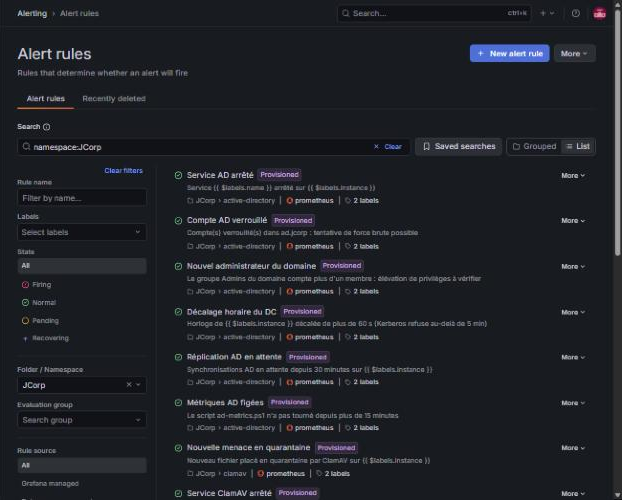 Alerting › Alert rules
Search...
ctrl+k
Alert rules
Rules that determine whether an alert will fire
+ New alert rule
More
Alert rules
Recently deleted
Search
namespace:JCorp
× Clear
Saved searches
Grouped
List
Clear filters
Rule name
Filter by name...
Labels
Select labels
State
All
Firing
Normal
Pending
Recovering
Folder / Namespace
JCorp
Evaluation group
Search group
Rule source
All
Grafana managed
Service AD arrêté Provisioned More
Service {{ $labels.name }} arrêté sur {{ $labels.instance }}
JCorp › active-directory | prometheus | 2 labels
Compte AD verrouillé Provisioned More
Compte(s) verrouillé(s) dans ad.jcorp : tentative de force brute possible
JCorp › active-directory | prometheus | 2 labels
Nouvel administrateur du domaine Provisioned More
Le groupe Admins du domaine compte plus d'un membre : élévation de privilèges à vérifier
JCorp › active-directory | prometheus | 2 labels
Décalage horaire du DC Provisioned More
Horloge de {{ $labels.instance }} décalée de plus de 60 s (Kerberos refuse au-delà de 5 min)
JCorp › active-directory | prometheus | 2 labels
Réplication AD en attente Provisioned More
Synchronisations AD en attente depuis 30 minutes sur {{ $labels.instance }}
JCorp › active-directory | prometheus | 2 labels
Métriques AD figées Provisioned More
Le script ad-metrics.ps1 n'a pas tourné depuis plus de 15 minutes
JCorp › active-directory | prometheus | 2 labels
Nouvelle menace en quarantaine Provisioned More
Nouveau fichier placé en quarantaine par ClamAV sur {{ $labels.instance }}
JCorp › clamav | prometheus | 2 labels
Service ClamAV arrêté Provisioned More